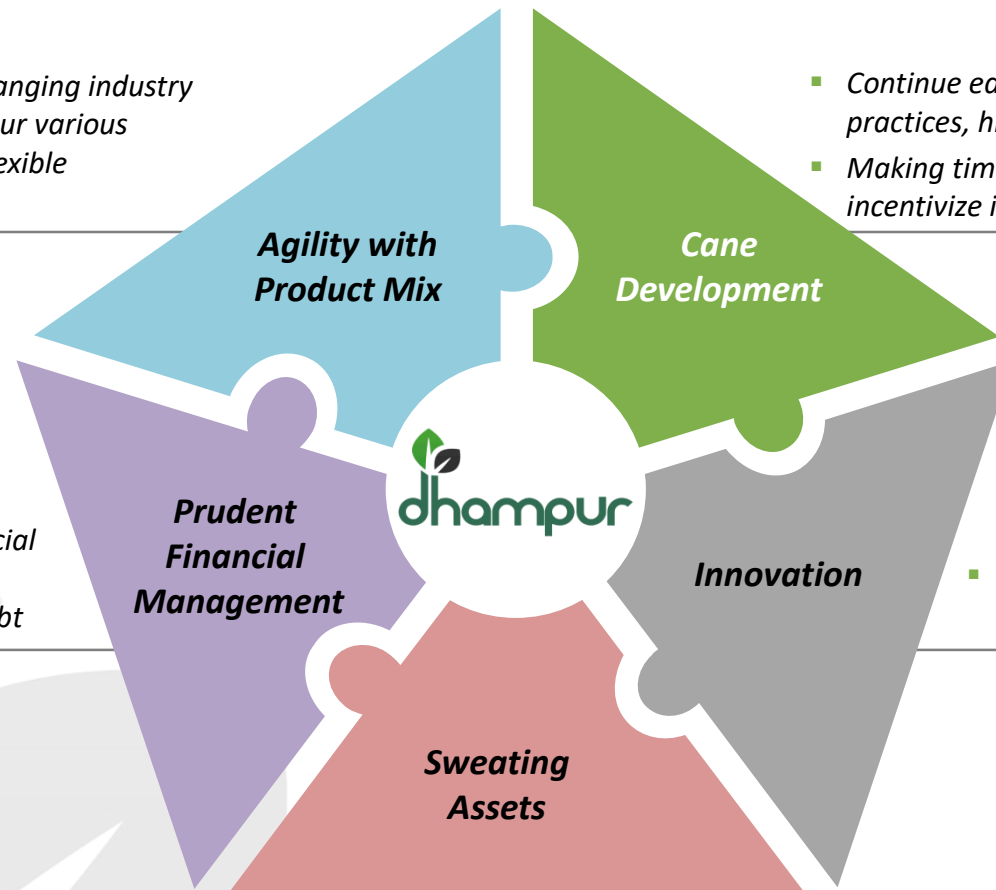 anging industry
ur various
exible
Continue ea
practices, h
Making tim
incentivize i
Agility with
Product Mix
Cane
Development
dhampur
Prudent
Financial
Management
cial
bt
Innovation
Sweating
Assets